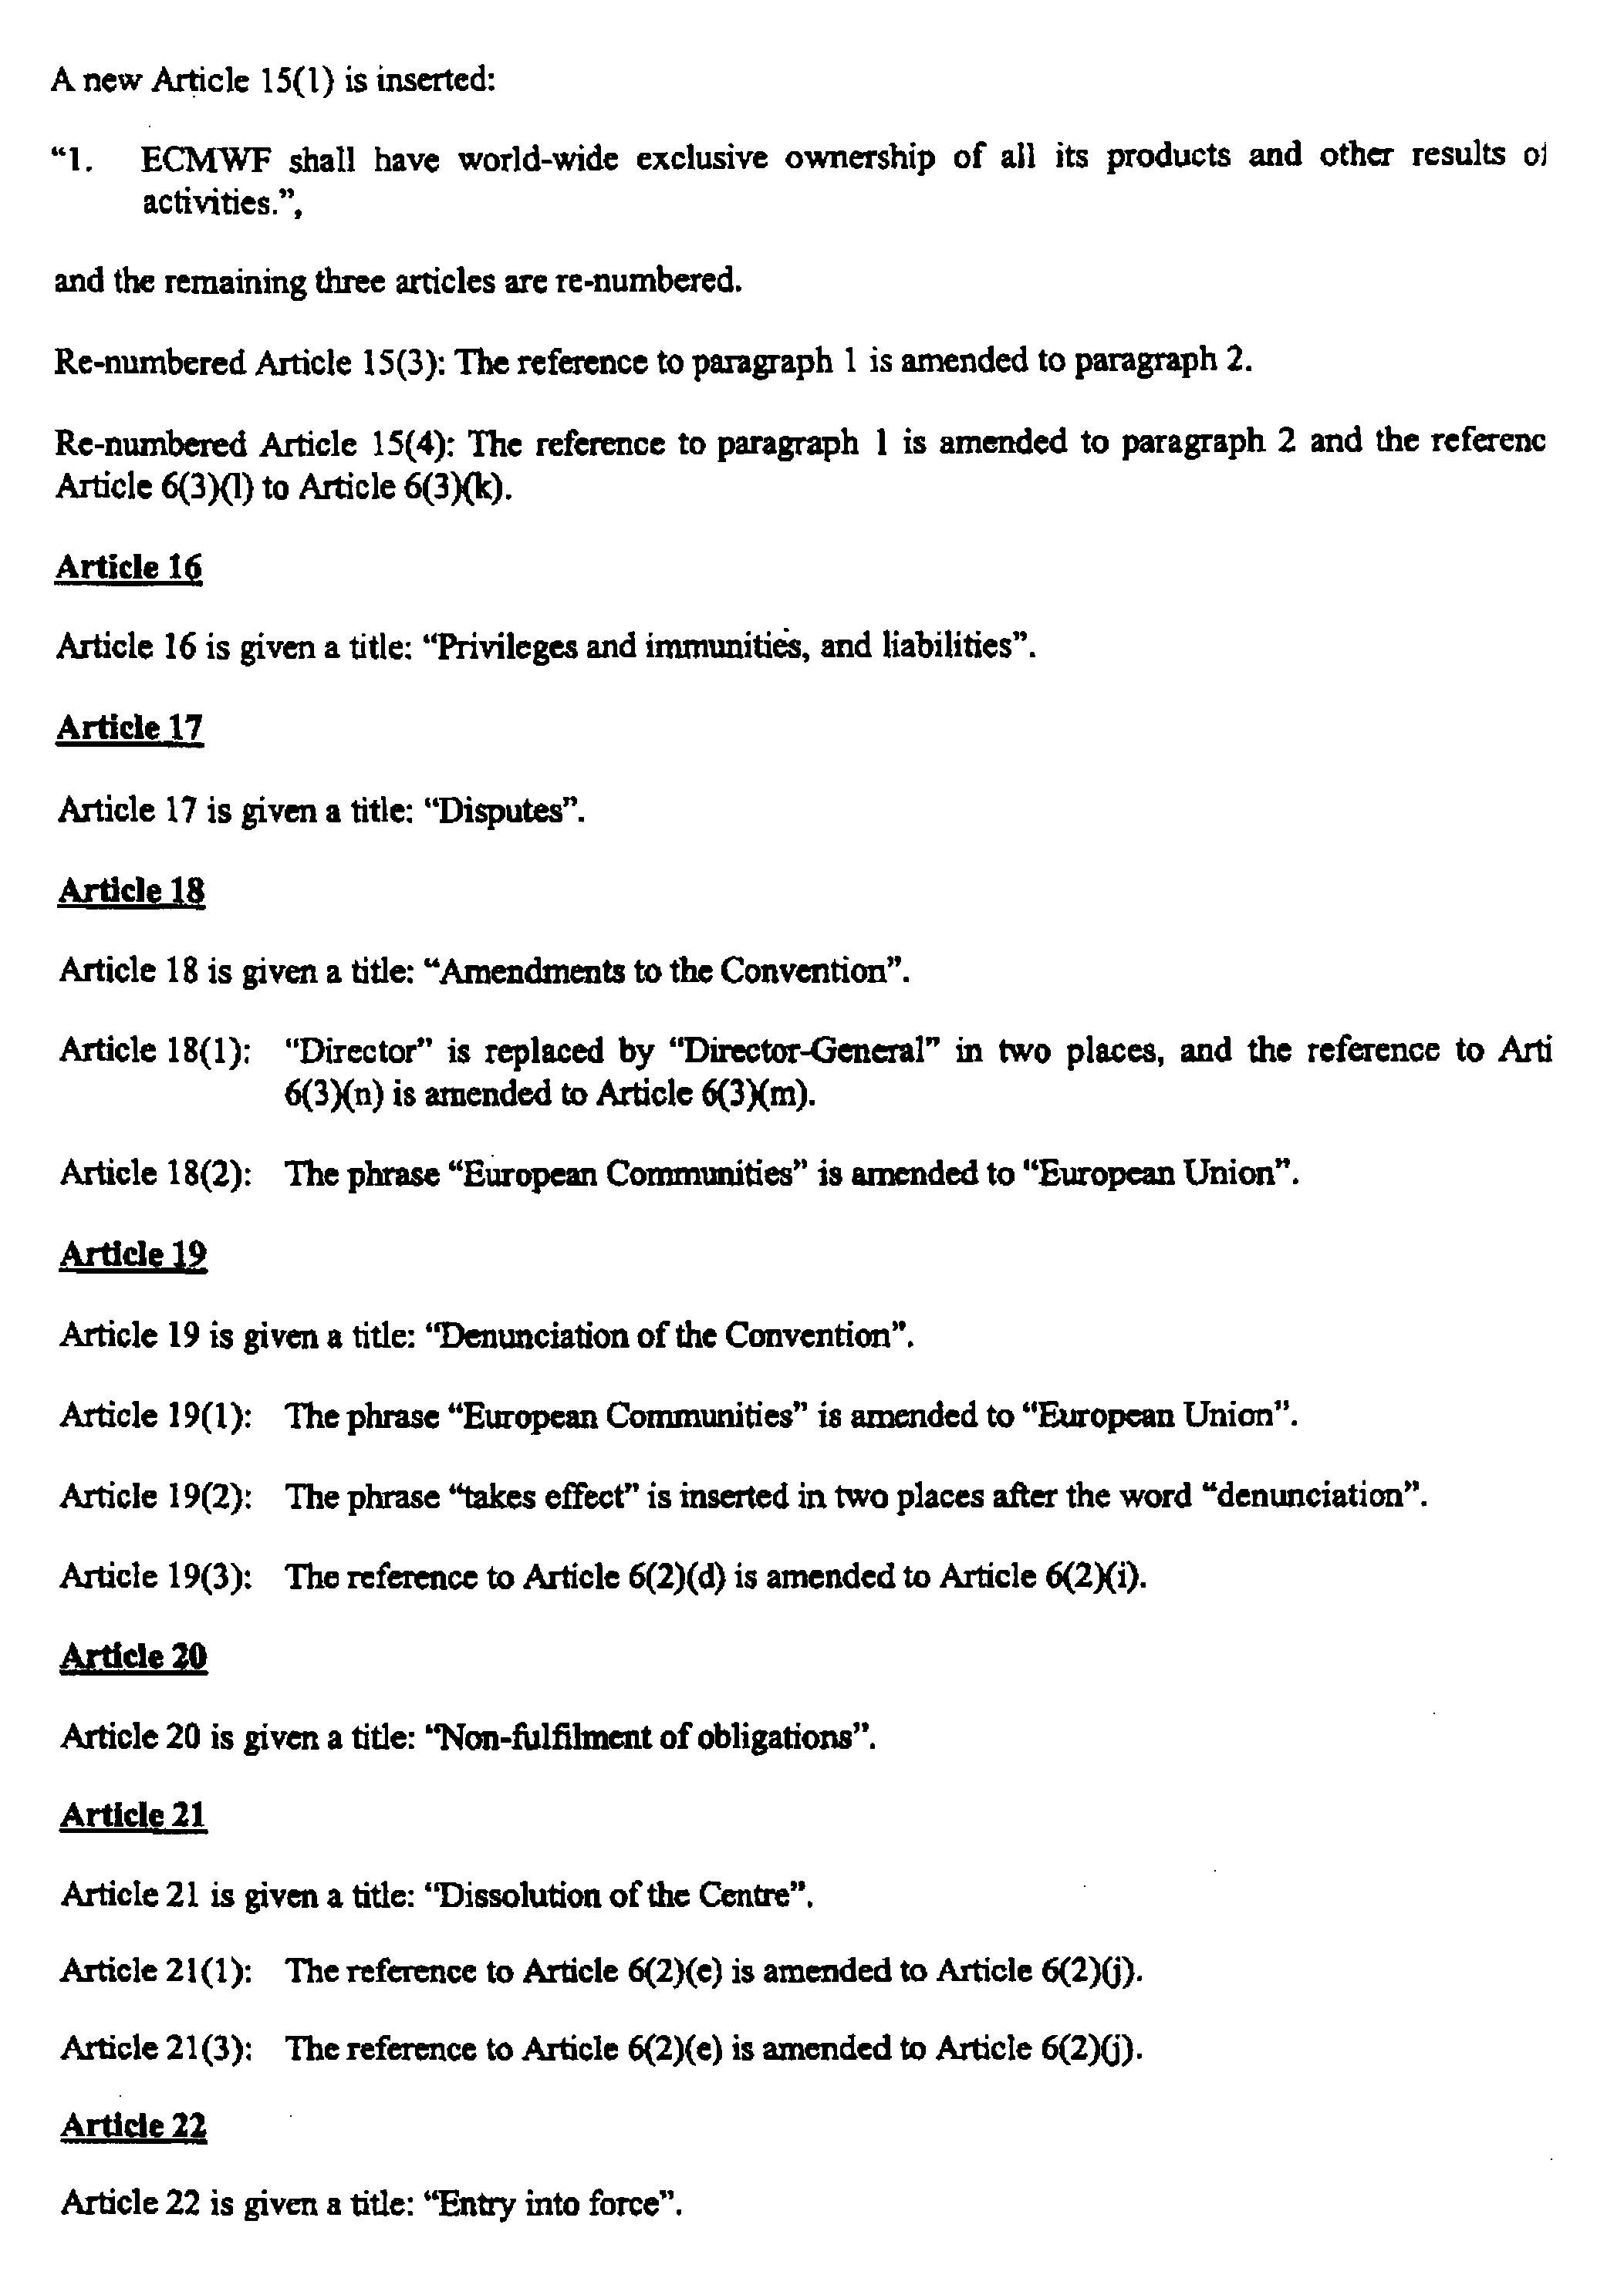 A new Article 15(1) is inserted:
“1. ECMWF shall have world-wide exclusive ownership of all its products and other results
activities.”,
and the remaining three articles are re-numbered.
Re-numbered Article 15(3): The reference to paragraph 1 is amended to paragraph 2.
Re-numbered Article 15(4): The reference to paragraph 1 is amended to paragraph 2 and the referenc
Article 6(3)(l) to Article 6(3)(k).
Article 16
Article 16 is given a title: “Privileges and immunities, and liabilities”.
Article 17
Article 17 is given a title: “Disputes”.
Article 18
Article 18 is given a title: “Amendments to the Convention”.
Article 18(1): “Director” is replaced by “Director-General” in two places, and the reference to Arti
6(3)(n) is amended to Article 6(3)(m).
Article 18(2): The phrase “European Communities” is amended to “European Union”.
Article 19
Article 19 is given a title: “Denunciation of the Convention”.
Article 19(1): The phrase “European Communities” is amended to “European Union”.
Article 19(2): The phrase “takes effect” is inserted in two places after the word “denunciation”.
Article 19(3): The reference to Article 6(2)(d) is amended to Article 6(2)(i).
Article 20
Article 20 is given a title: “Non-fulfilment of obligations”.
Article 21
Article 21 is given a title: “Dissolution of the Centre”.
Article 21(1): The reference to Article 6(2)(e) is amended to Article 6(2)(j).
Article 21(3): The reference to Article 6(2)(e) is amended to Article 6(2)(j).
Article 22
Article 22 is given a title: “Entry into force”.